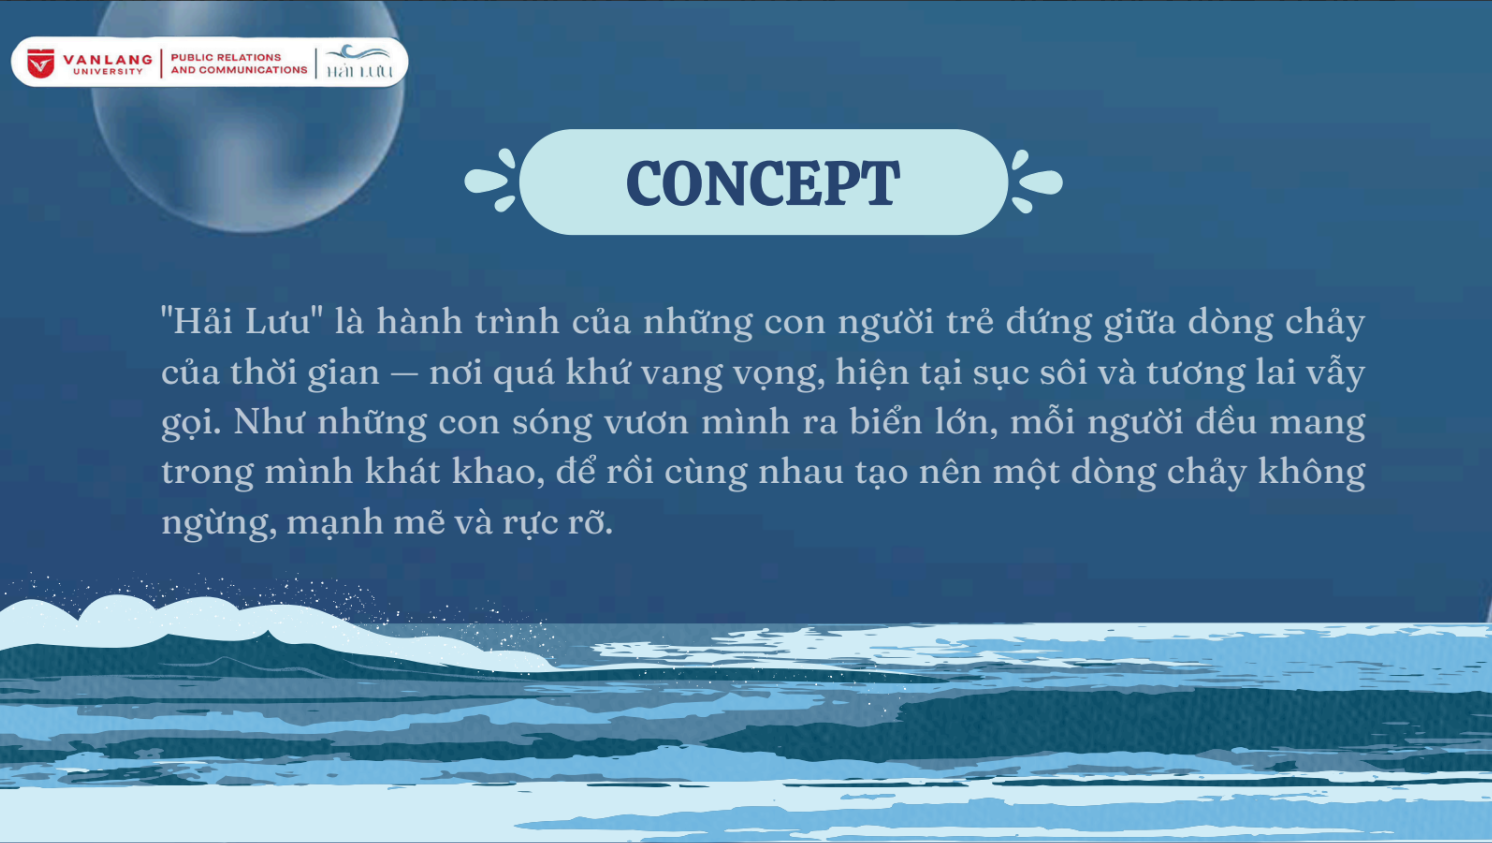 VANLANG
UNIVERSITY
PUBLIC RELATIONS
AND COMMUNICATIONS
HẢI LƯU
CONCEPT
"Hải Lưu" là hành trình của những con người trẻ đứng giữa dòng chảy
của thời gian — nơi quá khứ vang vọng, hiện tại sục sôi và tương lai vẫy
gọi. Như những con sóng vươn mình ra biển lớn, mỗi người đều mang
trong mình khát khao, để rồi cùng nhau tạo nên một dòng chảy không
ngừng, mạnh mẽ và rực rỡ.